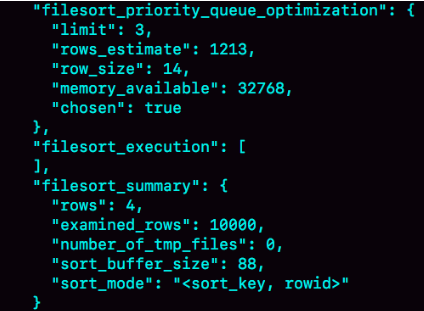 "filesort_priority_queue_optimization": {
"limit": 3,
"rows_estimate": 1213,
"row_size": 14,
"memory_available": 32768,
"chosen": true
},
"filesort_execution": [
],
"filesort_summary": {
"rows": 4,
"examined_rows": 10000,
"number_of_tmp_files": 0,
"sort_buffer_size": 88,
"sort_mode": "<sort_key, rowid>"
}